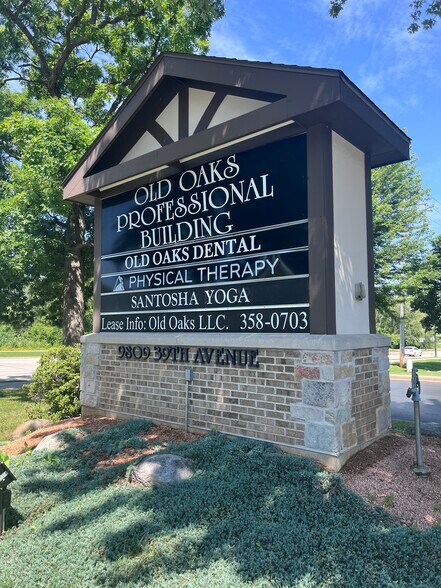 OLD OAKS
PROFESSIONAL
BUILDING
OLD OAKS DENTAL
PHYSICAL THERAPY
SANTOSHA YOGA
Lease Info: Old Oaks LLC. 358-0703
9809 39TH AVENUE